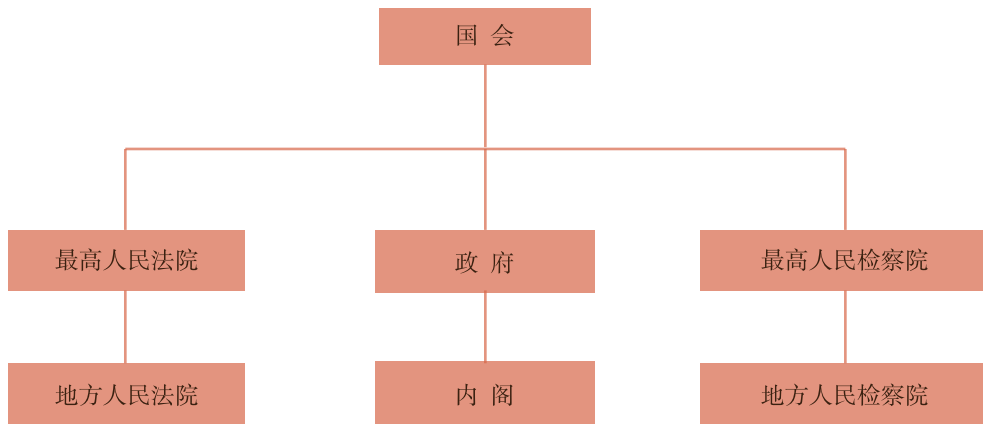 国会
最高人民法院
政府
最高人民检察院
地方人民法院
内阁
地方人民检察院